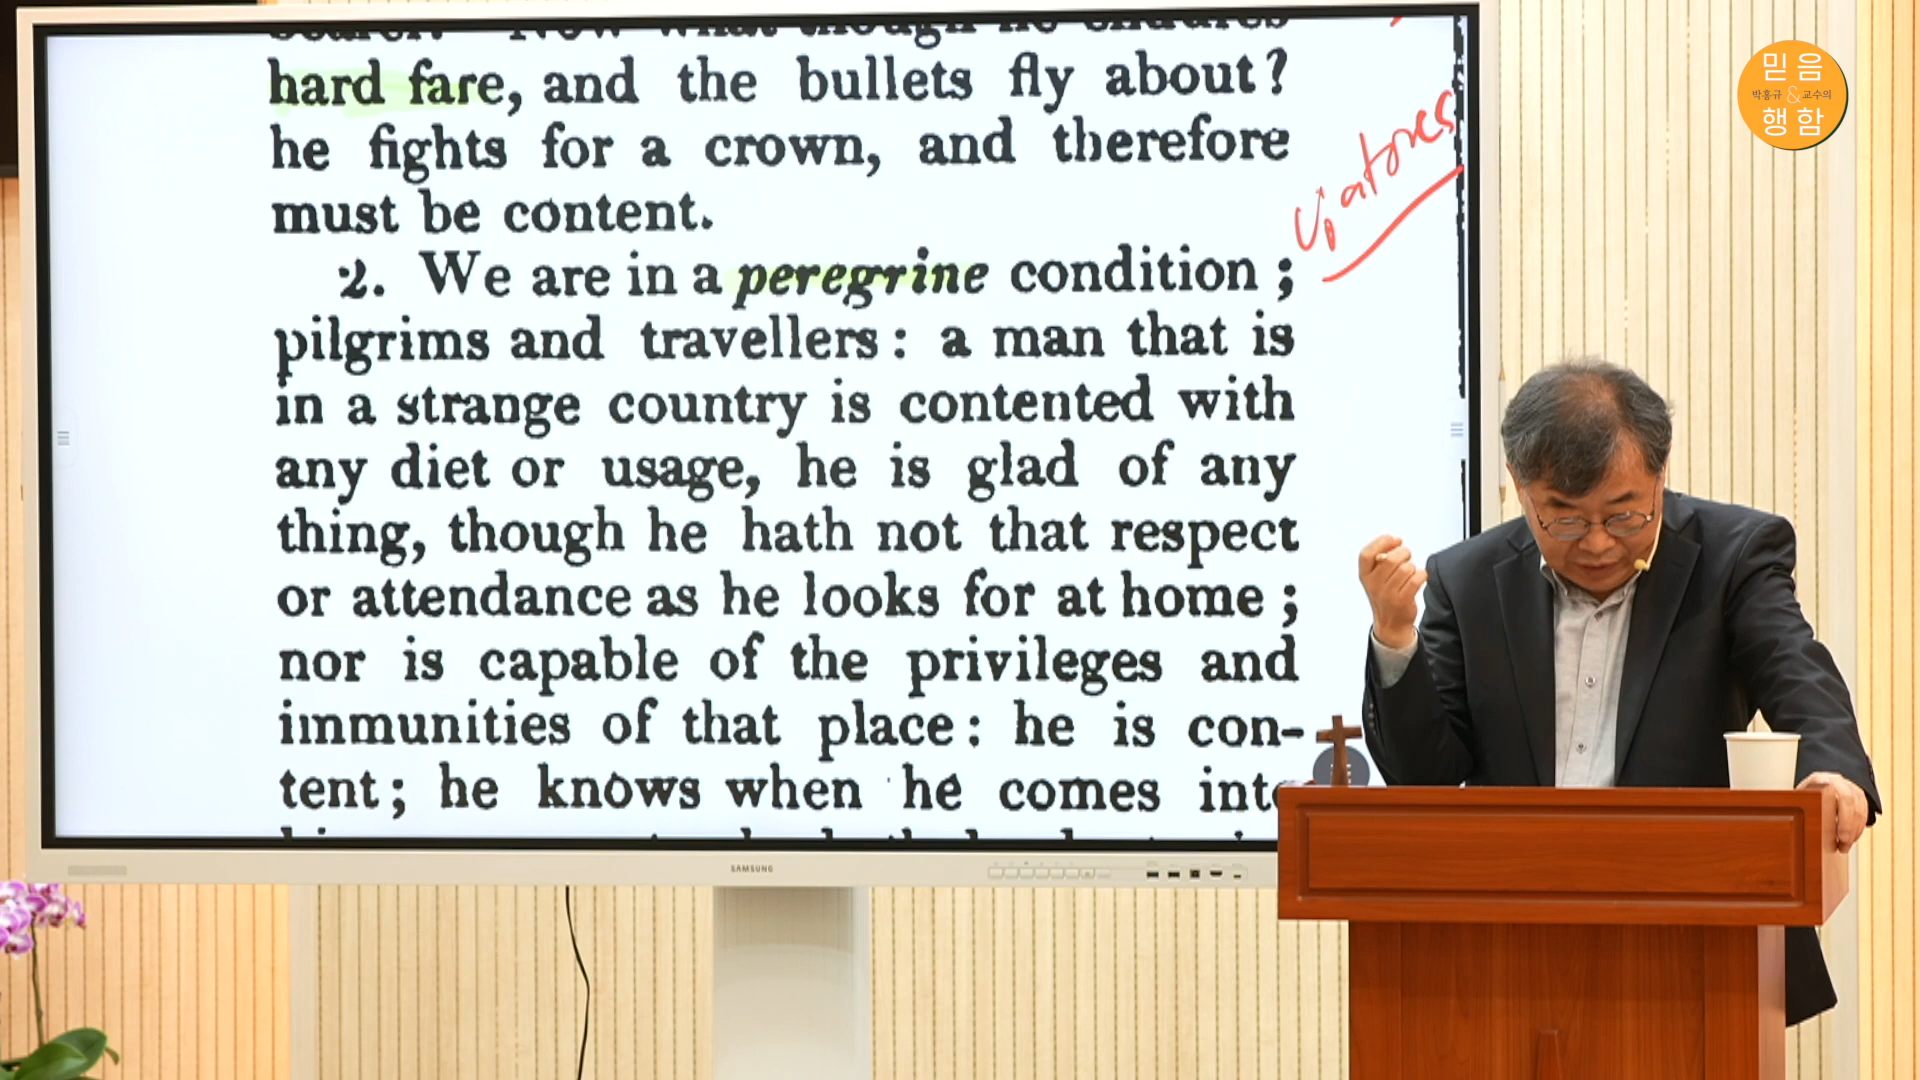 hard fare, and the bullets fly about?
he fights for a crown, and therefore
must be content.
2. We are in a peregrine condition ;
pilgrims and travellers : a man that is
in a strange country is contented with
any diet or usage, he is glad of any
thing, though he hath not that respect
or attendance as he looks for at home ;
nor is capable of the privileges and
immunities of that place : he is con-
tent ; he knows when he comes into
viatores
SAMSUNG
믿음
박홍규 & 교수의
행함